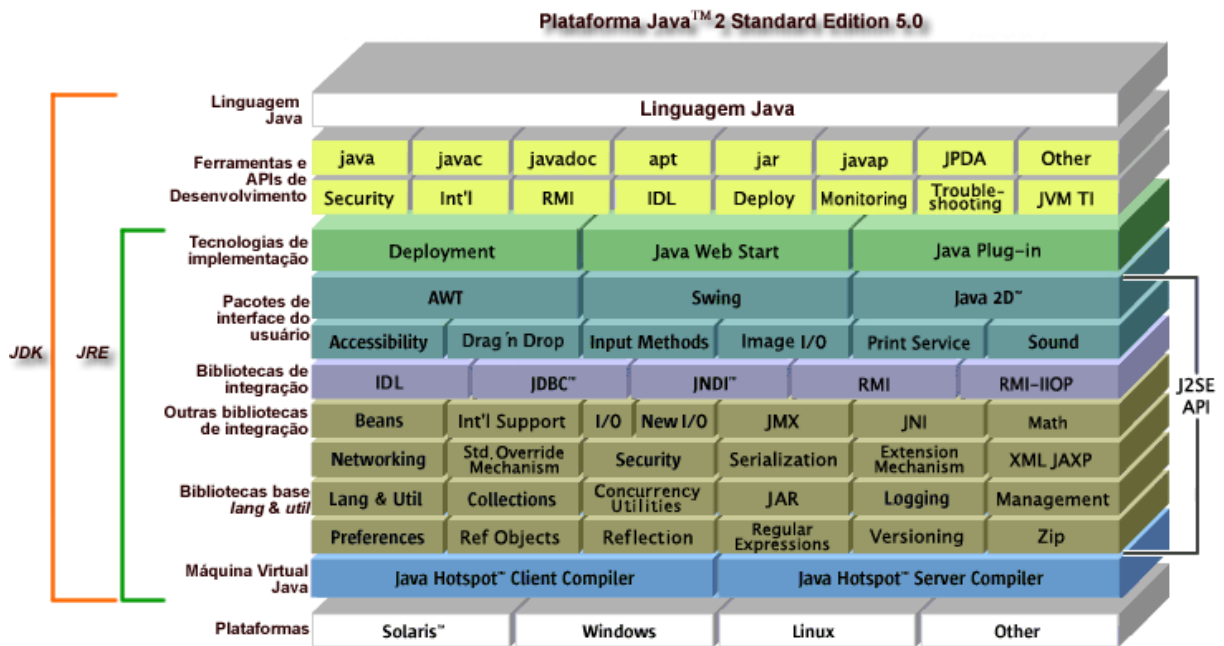 Plataforma Java™ 2 Standard Edition 5.0
Linguagem
Java
Linguagem Java
Ferramentas e
APIs de
Desenvolvimento
java javac javadoc apt jar javap JPDA Other
Security Int'l RMI IDL Deploy Monitoring Trouble-
shooting JVM TI
Tecnologias de
implementação
Deployment Java Web Start Java Plug-in
Pacotes de
interface do
usuário
AWT Swing Java 2D™
Accessibility Drag ´n Drop Input Methods Image I/O Print Service Sound
JDK
JRE
Bibliotecas de
integração
IDL JDBC™ JNDI™ RMI RMI-IIOP
J2SE
API
Outras bibliotecas
de integração
Beans Int'l Support I/O New I/O JMX JNI Math
Networking Std. Override
Mechanism Security Serialization Extension
Mechanism XML JAXP
Bibliotecas base
lang & util
Lang & Util Collections Concurrency
Utilities JAR Logging Management
Preferences Ref Objects Reflection Regular
Expressions Versioning Zip
Máquina Virtual
Java
Java Hotspot™ Client Compiler Java Hotspot™ Server Compiler
Plataformas
Solaris™ Windows Linux Other